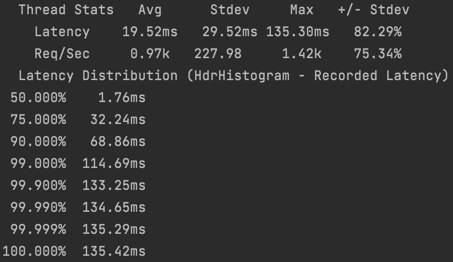 Thread Stats   Avg      Stdev     Max   +/- Stdev
Latency    19.52ms   29.52ms 135.30ms   82.29%
Req/Sec     0.97k   227.98     1.42k    75.34%
Latency Distribution (HdrHistogram - Recorded Latency)
50.000%    1.76ms
75.000%   32.24ms
90.000%   68.86ms
99.000%  114.69ms
99.900%  133.25ms
99.990%  134.65ms
99.999%  135.29ms
100.000%  135.42ms